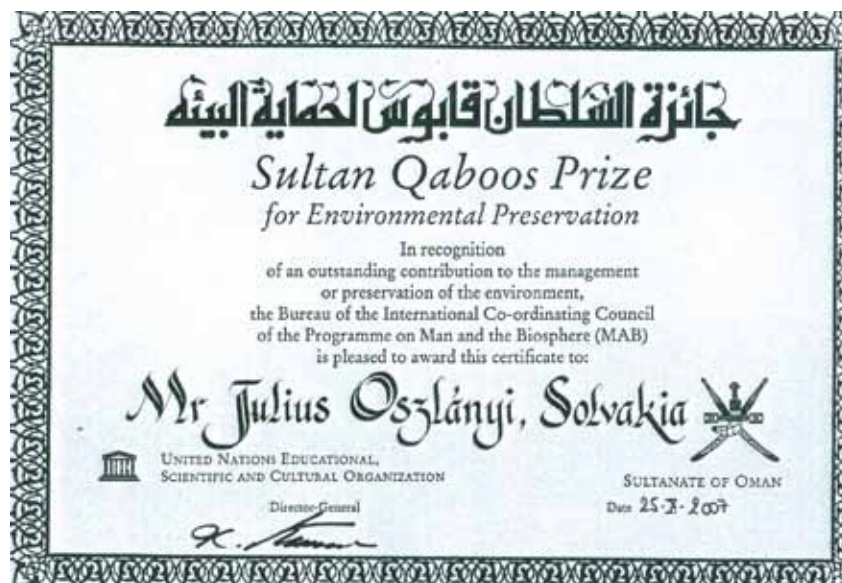 جائزة السلطان قابوس لحماية البيئه
Sultan Qaboos Prize
for Environmental Preservation
In recognition
of an outstanding contribution to the management
or preservation of the environment,
the Bureau of the International Co-ordinating Council
of the Programme on Man and the Biosphere (MAB)
is pleased to award this certificate to:
Mr Julius Oszlányi, Solvakia
UNITED NATIONS EDUCATIONAL,
SCIENTIFIC AND CULTURAL ORGANIZATION
Director-General
SULTANATE OF OMAN
Date 25-X-2007